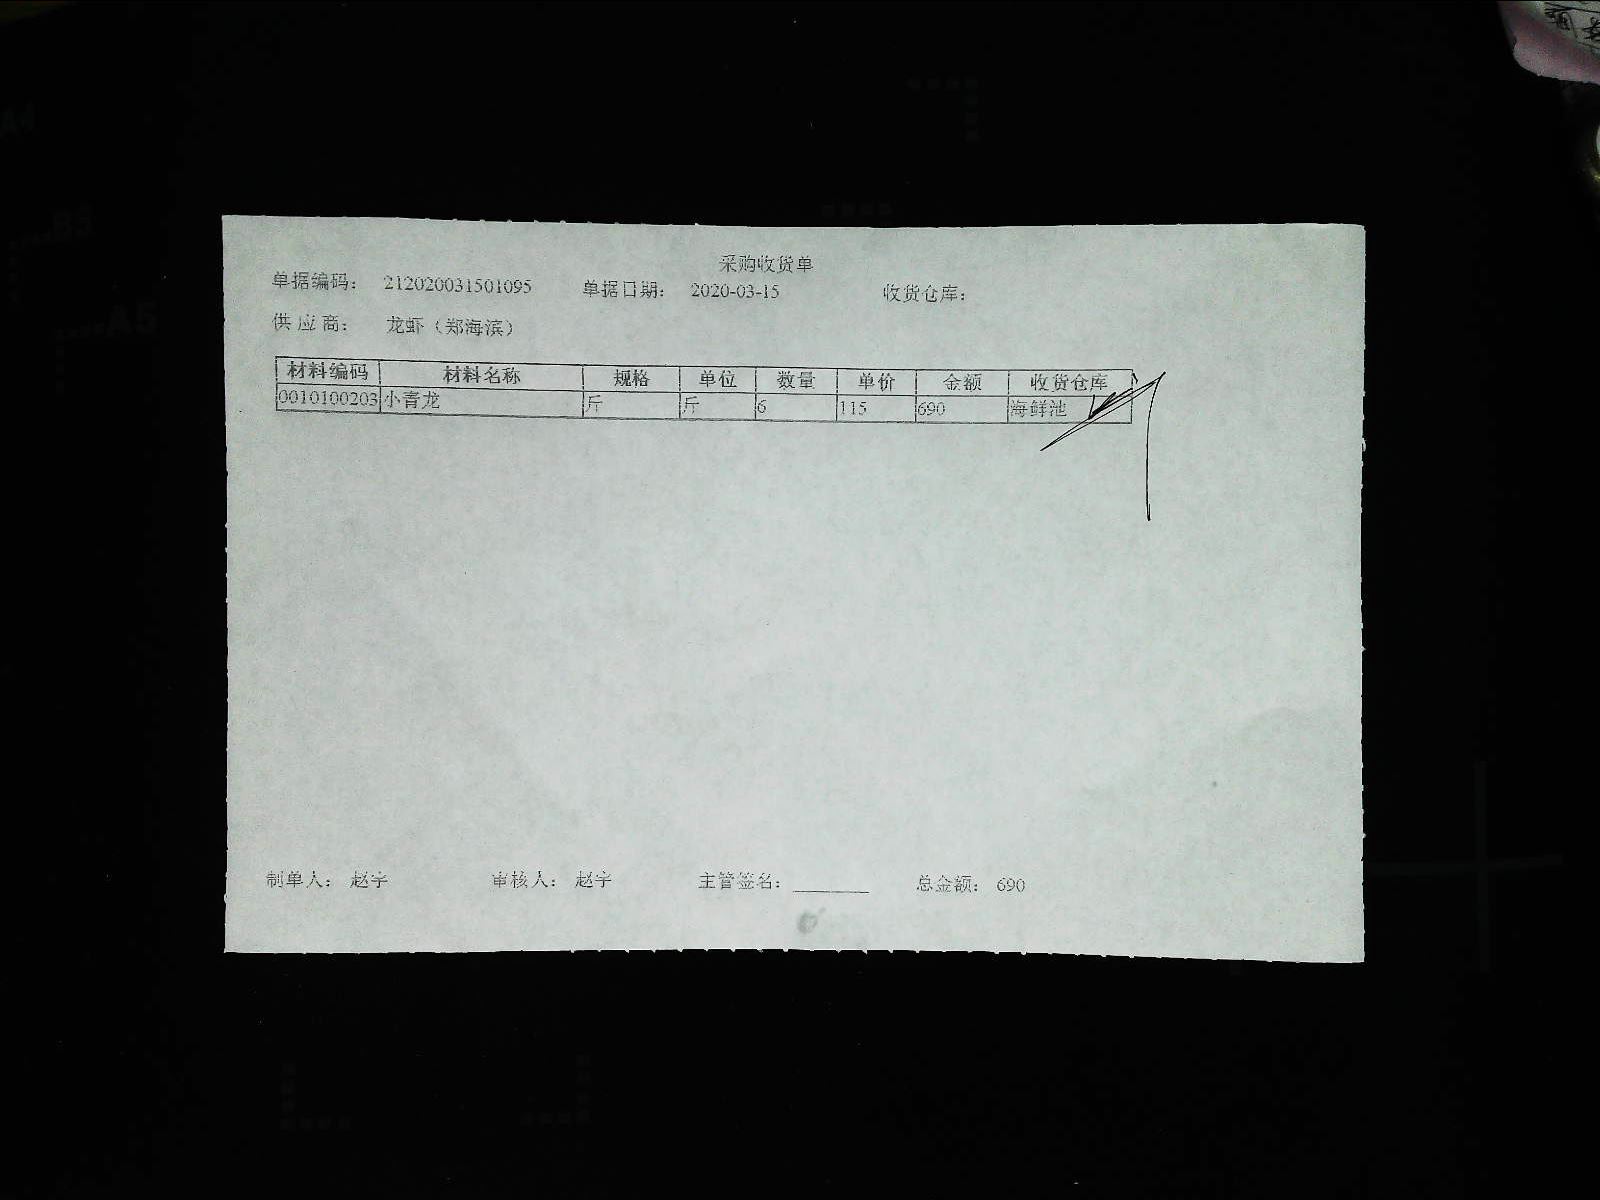 采购收货单
单据编码： 212020031501095 单据日期： 2020-03-15 收货仓库：
供 应 商： 龙虾（郑海滨）
材料编码 材料名称 规格 单位 数量 单价 金额 收货仓库
0010100203 小青龙 斤 斤 6 115 690 海鲜池
制单人： 赵宇 审核人： 赵宇 主管签名： 总金额： 690